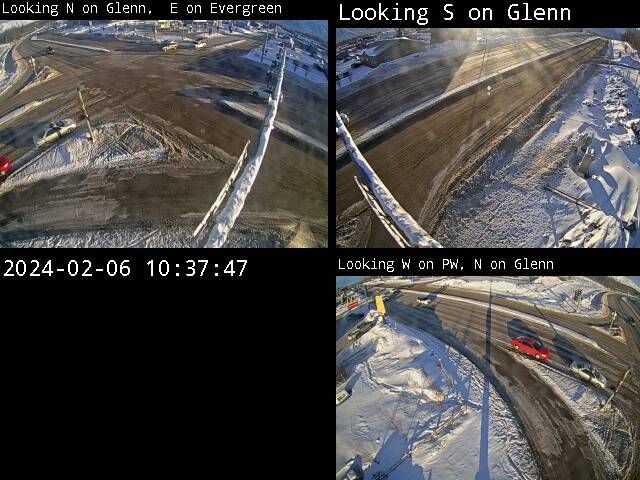 Looking N on Glenn,  E on Evergreen
Looking S on Glenn
2024-02-06 10:37:47
Looking W on PW, N on Glenn